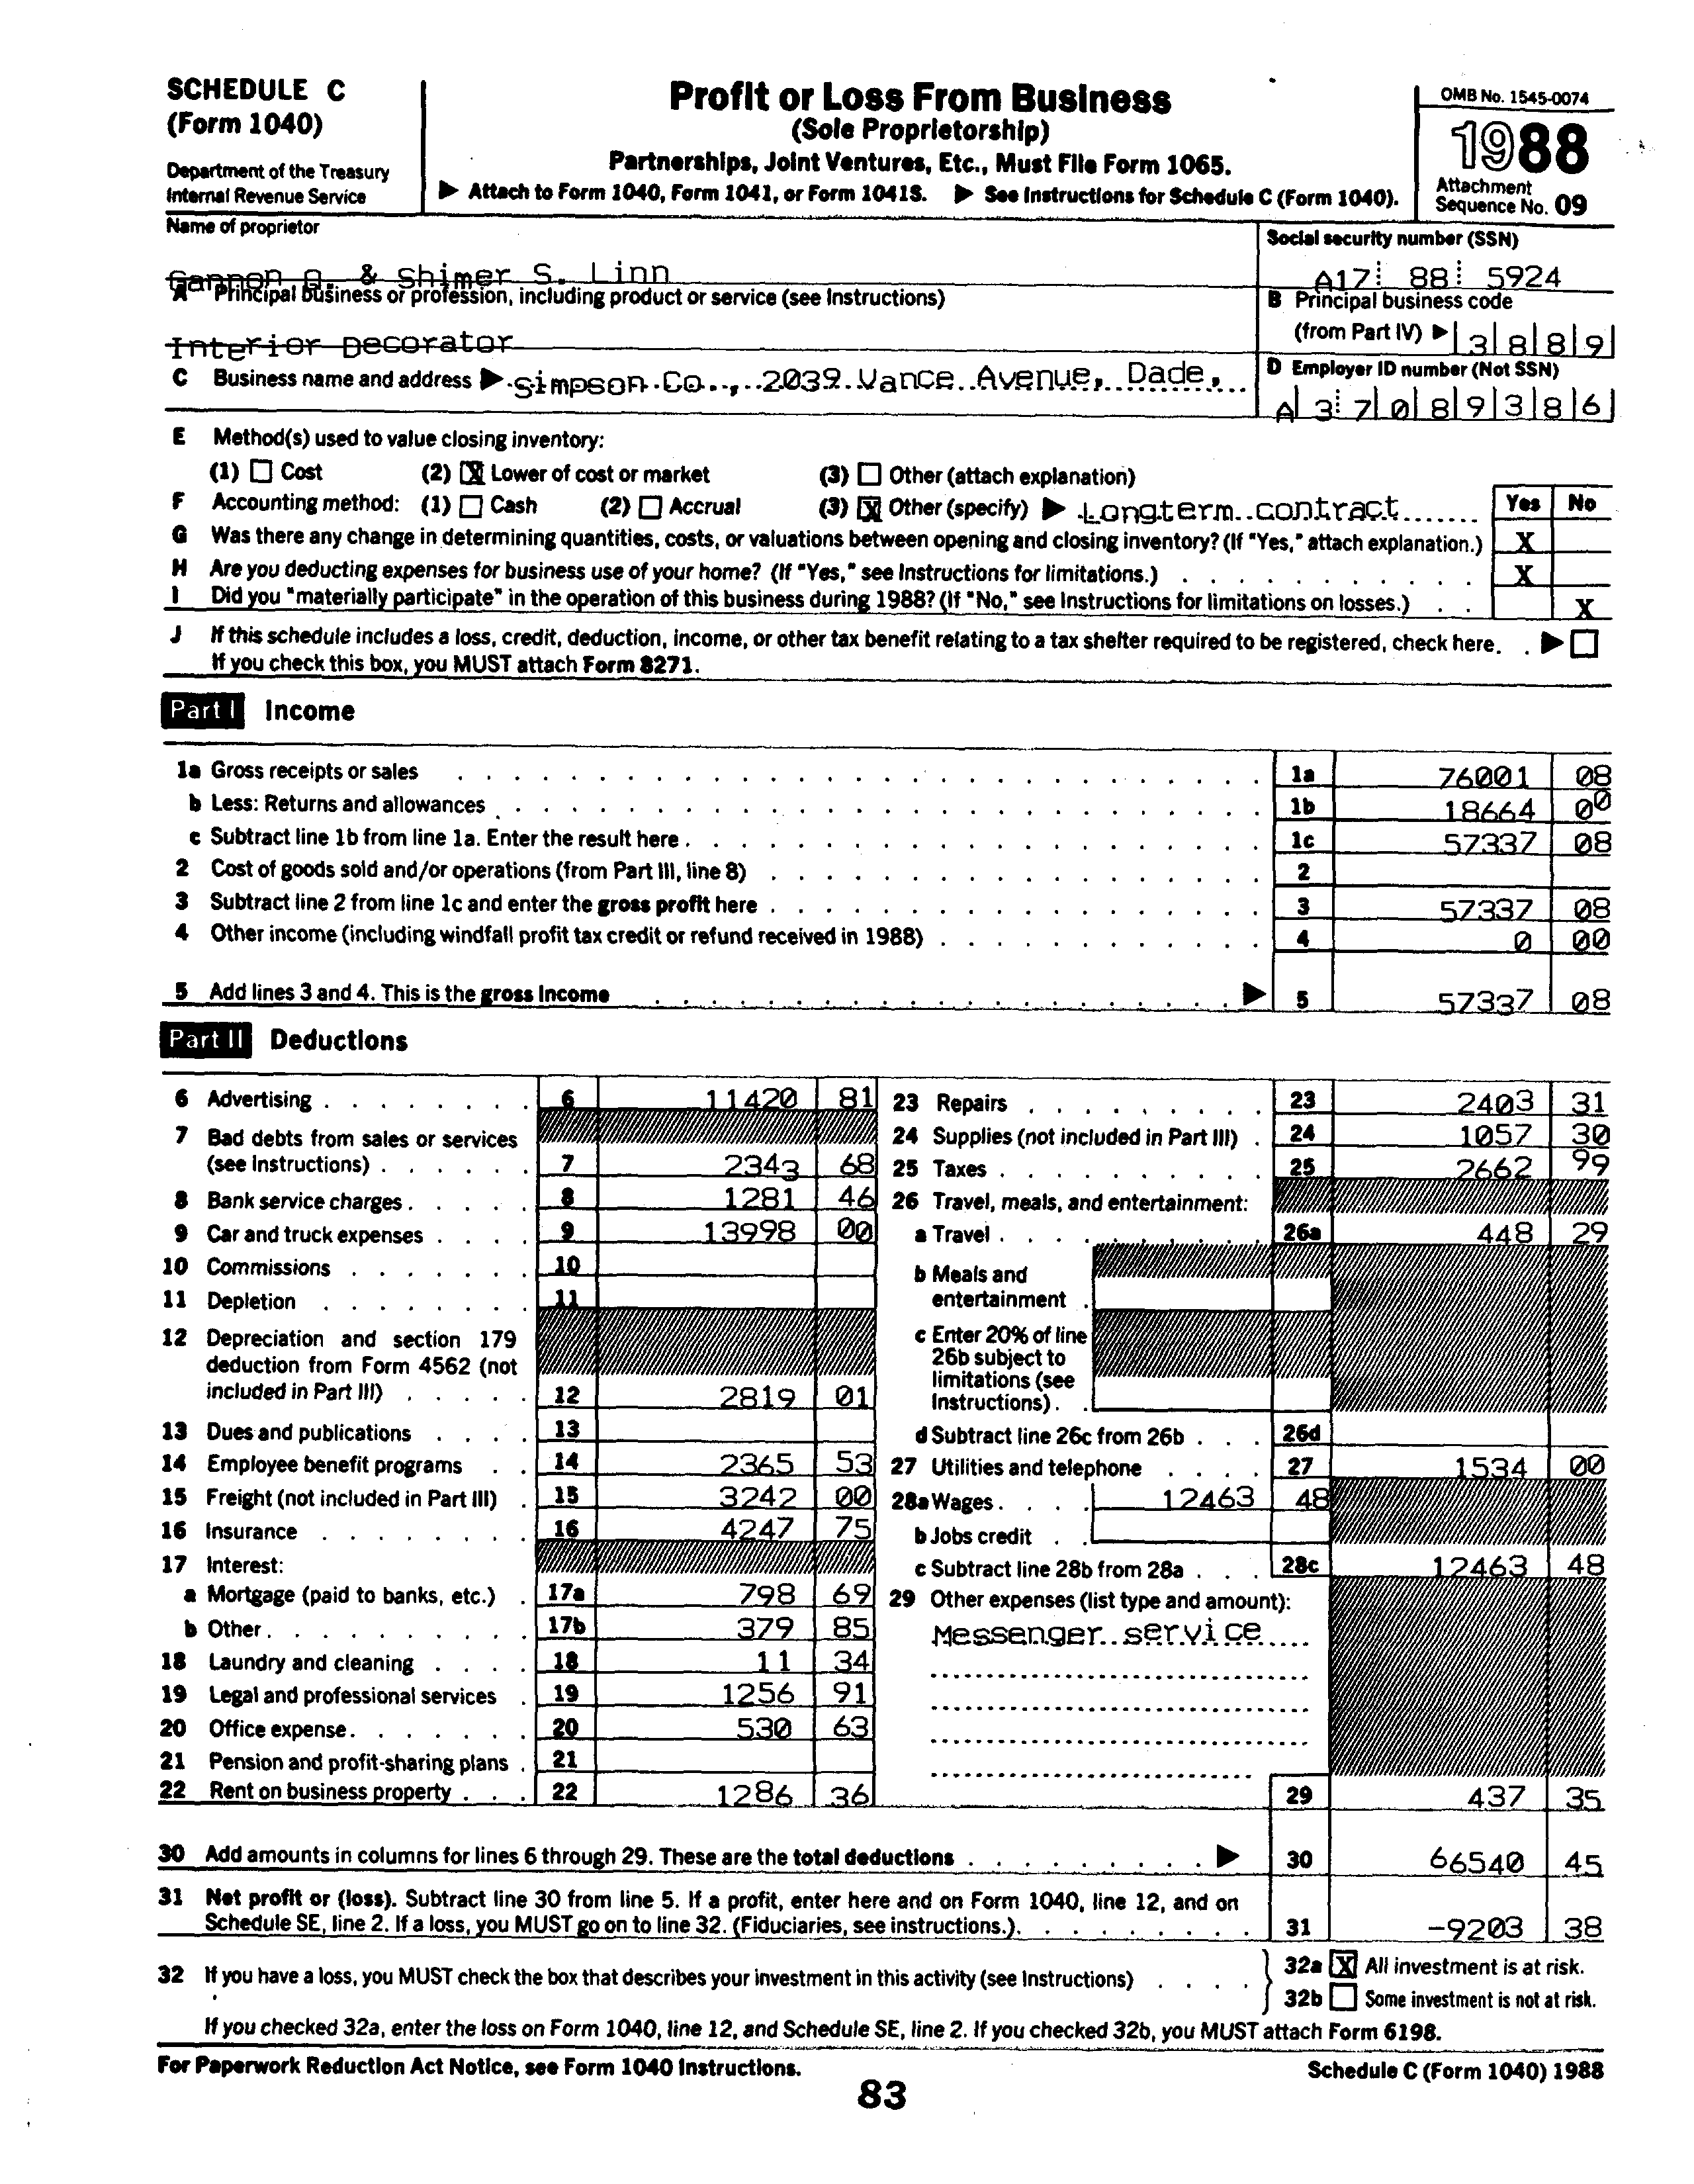 SCHEDULE C
(Form 1040)
Department of the Treasury
Internal Revenue Service
Profit or Loss From Business
(Sole Proprietorship)
Partnerships, Joint Ventures, Etc., Must File Form 1065.
▶ Attach to Form 1040, Form 1041, or Form 1041S. ▶ See Instructions for Schedule C (Form 1040).
OMB No. 1545-0074
1988
Attachment
Sequence No. 09
Name of proprietor
Gannon A. & Shimer S. Linn
Social security number (SSN)
A17 88 5924
A Principal business or profession, including product or service (see Instructions)
Interior Decorator
B Principal business code
(from Part IV) ▶ 3889
C Business name and address ▶ Simpson Co., 2039 Vance Avenue, Dade,
D Employer ID number (Not SSN)
A37089386
E Method(s) used to value closing inventory:
(1) ☐ Cost (2) ☒ Lower of cost or market (3) ☐ Other (attach explanation)
F Accounting method: (1) ☐ Cash (2) ☐ Accrual (3) ☒ Other (specify) ▶ Longterm contract Yes No
G Was there any change in determining quantities, costs, or valuations between opening and closing inventory? (If "Yes," attach explanation.) X
H Are you deducting expenses for business use of your home? (If "Yes," see Instructions for limitations.) X
I Did you "materially participate" in the operation of this business during 1988? (If "No," see Instructions for limitations on losses.) X
J If this schedule includes a loss, credit, deduction, income, or other tax benefit relating to a tax shelter required to be registered, check here. ▶ ☐
If you check this box, you MUST attach Form 8271.
Part I Income
1a Gross receipts or sales 1a 76001 08
b Less: Returns and allowances 1b 18664 00
c Subtract line 1b from line 1a. Enter the result here 1c 57337 08
2 Cost of goods sold and/or operations (from Part III, line 8) 2
3 Subtract line 2 from line 1c and enter the gross profit here 3 57337 08
4 Other income (including windfall profit tax credit or refund received in 1988) 4 0 00
5 Add lines 3 and 4. This is the gross income ▶ 5 57337 08
Part II Deductions
6 Advertising 6 11420 81
7 Bad debts from sales or services
(see Instructions) 7 2343 68
8 Bank service charges 8 1281 46
9 Car and truck expenses 9 13998 00
10 Commissions 10
11 Depletion 11
12 Depreciation and section 179
deduction from Form 4562 (not
included in Part III) 12 2819 01
13 Dues and publications 13
14 Employee benefit programs 14 2365 53
15 Freight (not included in Part III) 15 3242 00
16 Insurance 16 4247 75
17 Interest:
a Mortgage (paid to banks, etc.) 17a 798 69
b Other 17b 379 85
18 Laundry and cleaning 18 11 34
19 Legal and professional services 19 1256 91
20 Office expense 20 530 63
21 Pension and profit-sharing plans 21
22 Rent on business property 22 1286 36
23 Repairs 23 2403 31
24 Supplies (not included in Part III) 24 1057 30
25 Taxes 25 2662 99
26 Travel, meals, and entertainment:
a Travel 26a 448 29
b Meals and
entertainment
c Enter 20% of line
26b subject to
limitations (see
Instructions)
d Subtract line 26c from 26b 26d
27 Utilities and telephone 27 1534 00
28a Wages 12463 48
b Jobs credit
c Subtract line 28b from 28a 28c 12463 48
29 Other expenses (list type and amount):
Messenger service
29 437 35
30 Add amounts in columns for lines 6 through 29. These are the total deductions ▶ 30 66540 45
31 Net profit or (loss). Subtract line 30 from line 5. If a profit, enter here and on Form 1040, line 12, and on
Schedule SE, line 2. If a loss, you MUST go on to line 32. (Fiduciaries, see instructions.) 31 -9203 38
32 If you have a loss, you MUST check the box that describes your investment in this activity (see Instructions)
32a ☒ All investment is at risk.
32b ☐ Some investment is not at risk.
If you checked 32a, enter the loss on Form 1040, line 12, and Schedule SE, line 2. If you checked 32b, you MUST attach Form 6198.
For Paperwork Reduction Act Notice, see Form 1040 Instructions.
Schedule C (Form 1040) 1988
83